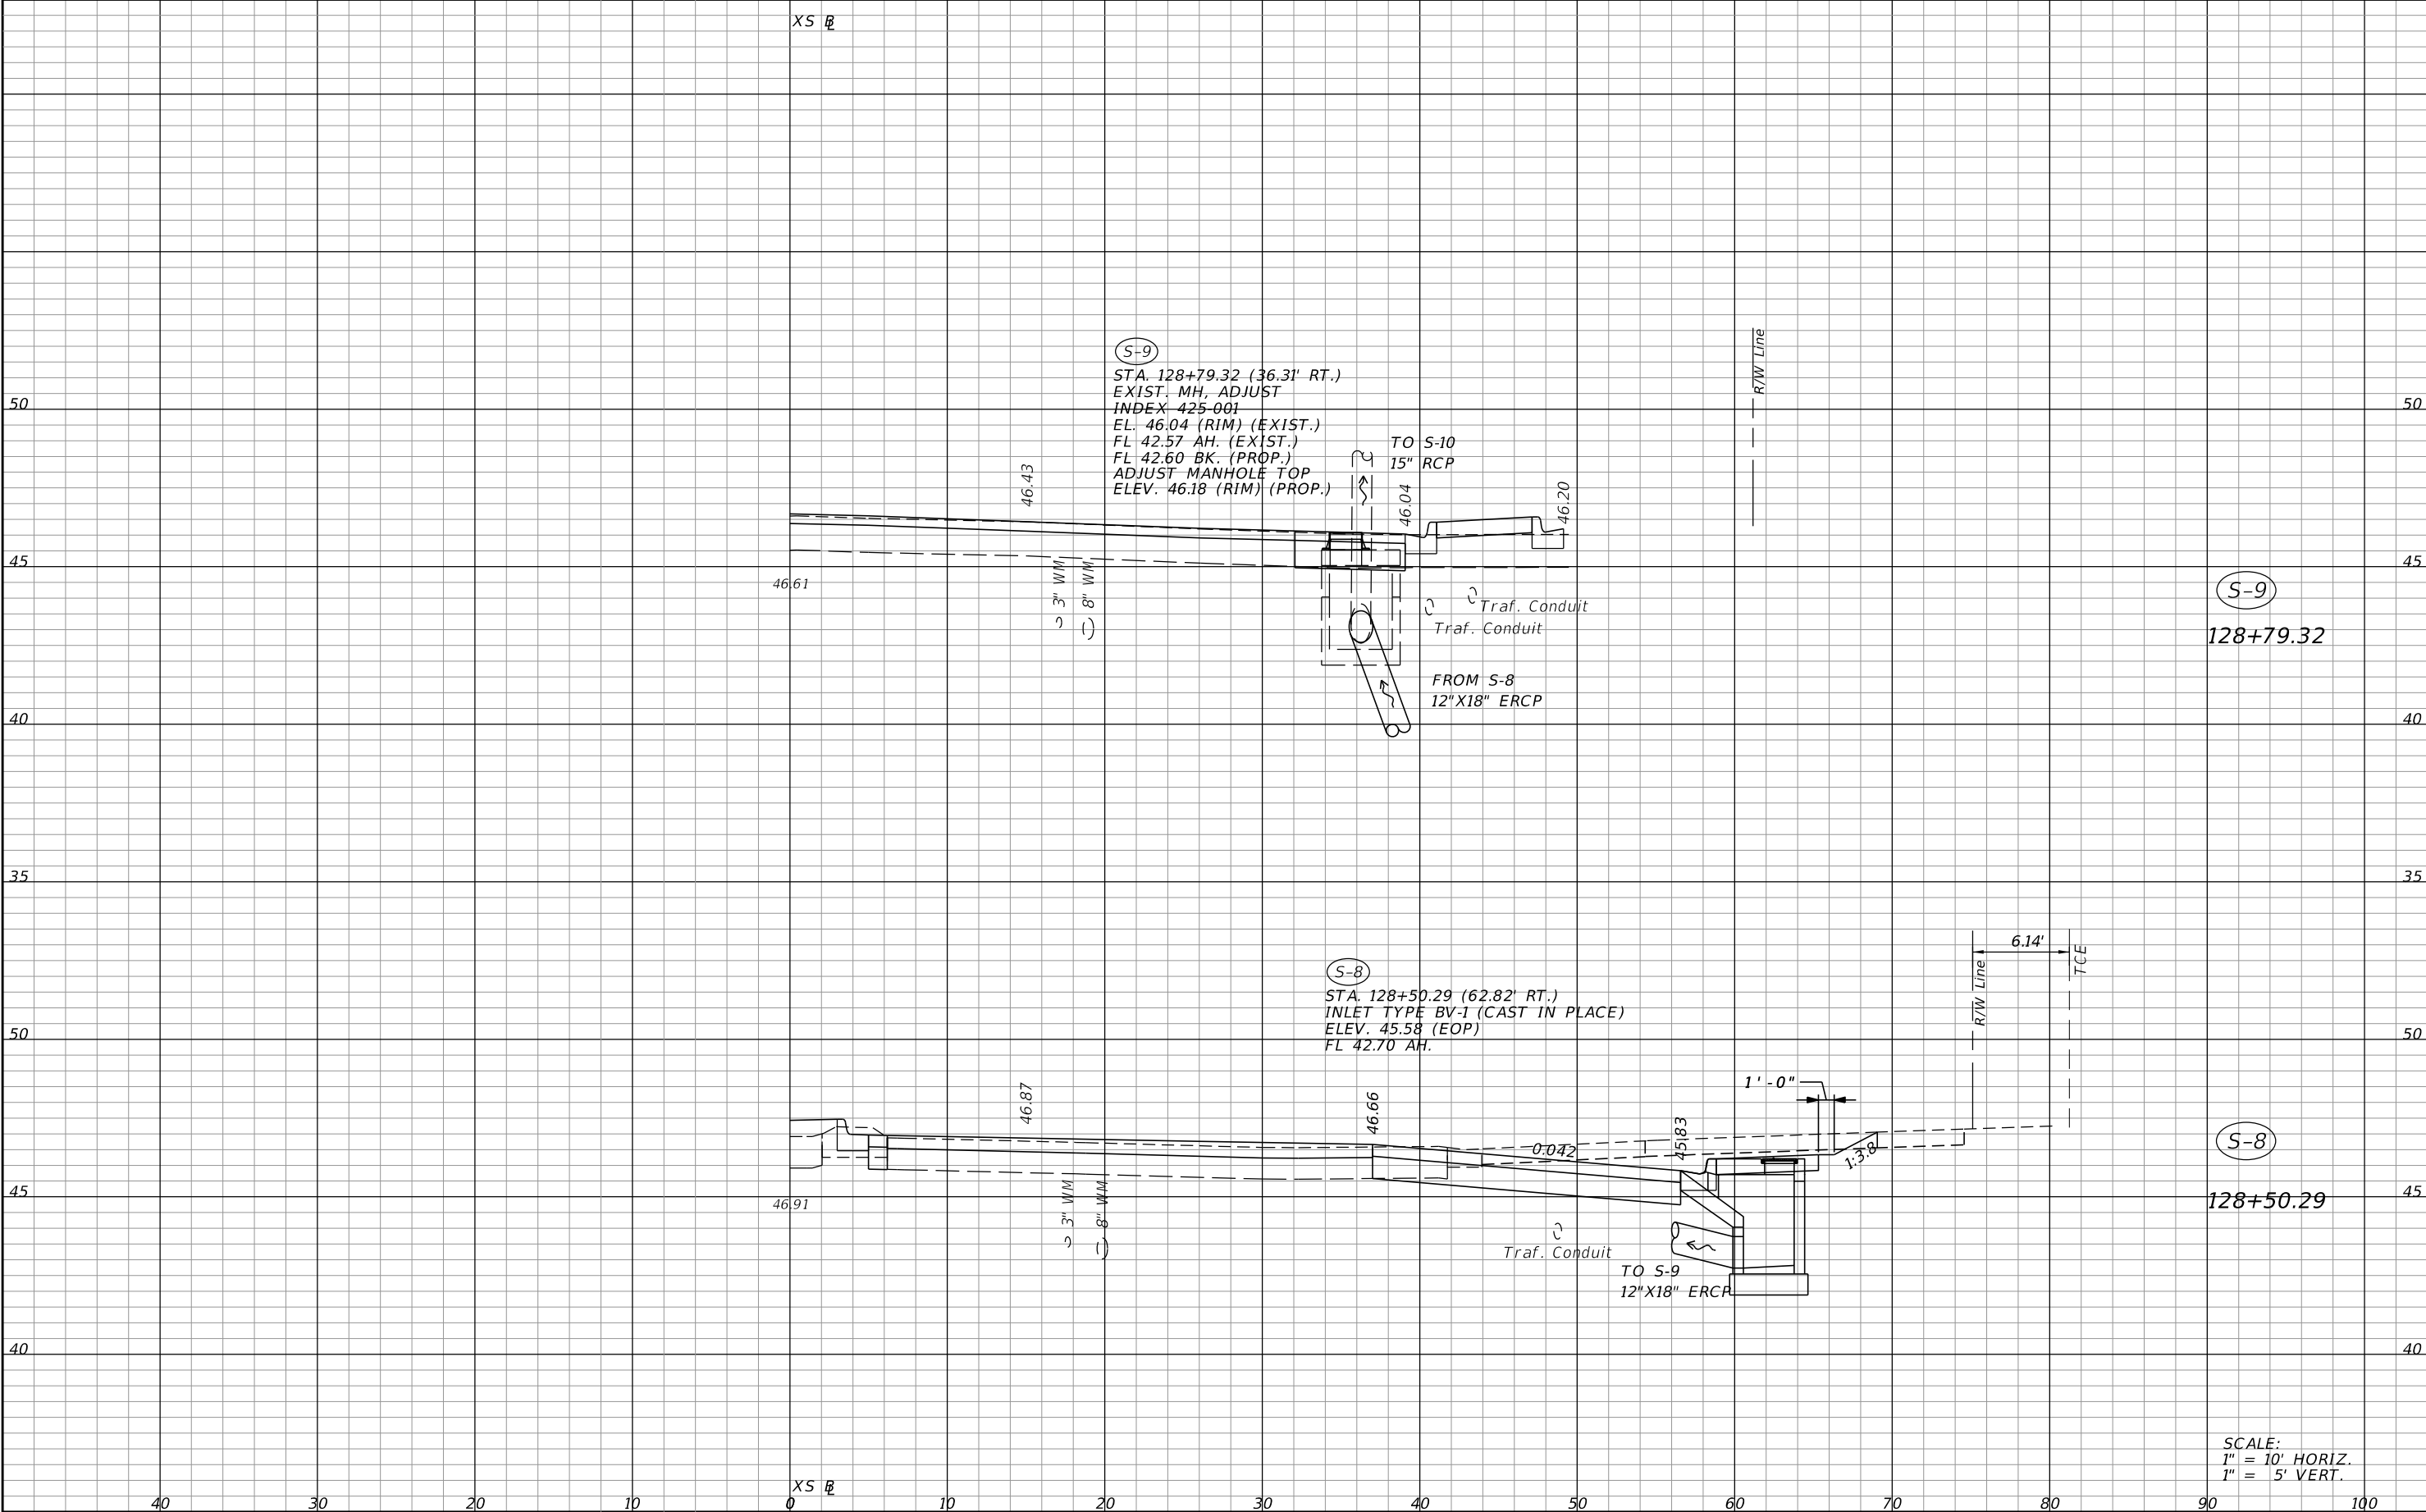 XS BL
S-9
STA. 128+79.32 (36.31' RT.)
EXIST. MH, ADJUST
INDEX 425-001
EL. 46.04 (RIM) (EXIST.)
FL 42.57 AH. (EXIST.)
FL 42.60 BK. (PROP.)
ADJUST MANHOLE TOP
ELEV. 46.18 (RIM) (PROP.)
TO S-10
15" RCP
R/W Line
50
50
46.43
46.04
46.20
45
45
46.61
3" WM
8" WM
Traf. Conduit
Traf. Conduit
S-9
128+79.32
FROM S-8
12"X18" ERCP
40
40
35
35
6.14'
R/W Line
TCE
S-8
STA. 128+50.29 (62.82' RT.)
INLET TYPE BV-1 (CAST IN PLACE)
ELEV. 45.58 (EOP)
FL 42.70 AH.
50
50
1'-0"
46.87
46.66
45.83
0.042
1:3.8
S-8
128+50.29
45
45
46.91
3" WM
8" WM
Traf. Conduit
TO S-9
12"X18" ERCP
40
40
SCALE:
1" = 10' HORIZ.
1" = 5' VERT.
XS BL
40 30 20 10 0 10 20 30 40 50 60 70 80 90 100